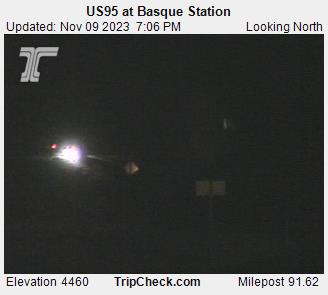 US95 at Basque Station
Updated: Nov 09 2023 7:06 PM Looking North
Elevation 4460 TripCheck.com Milepost 91.62